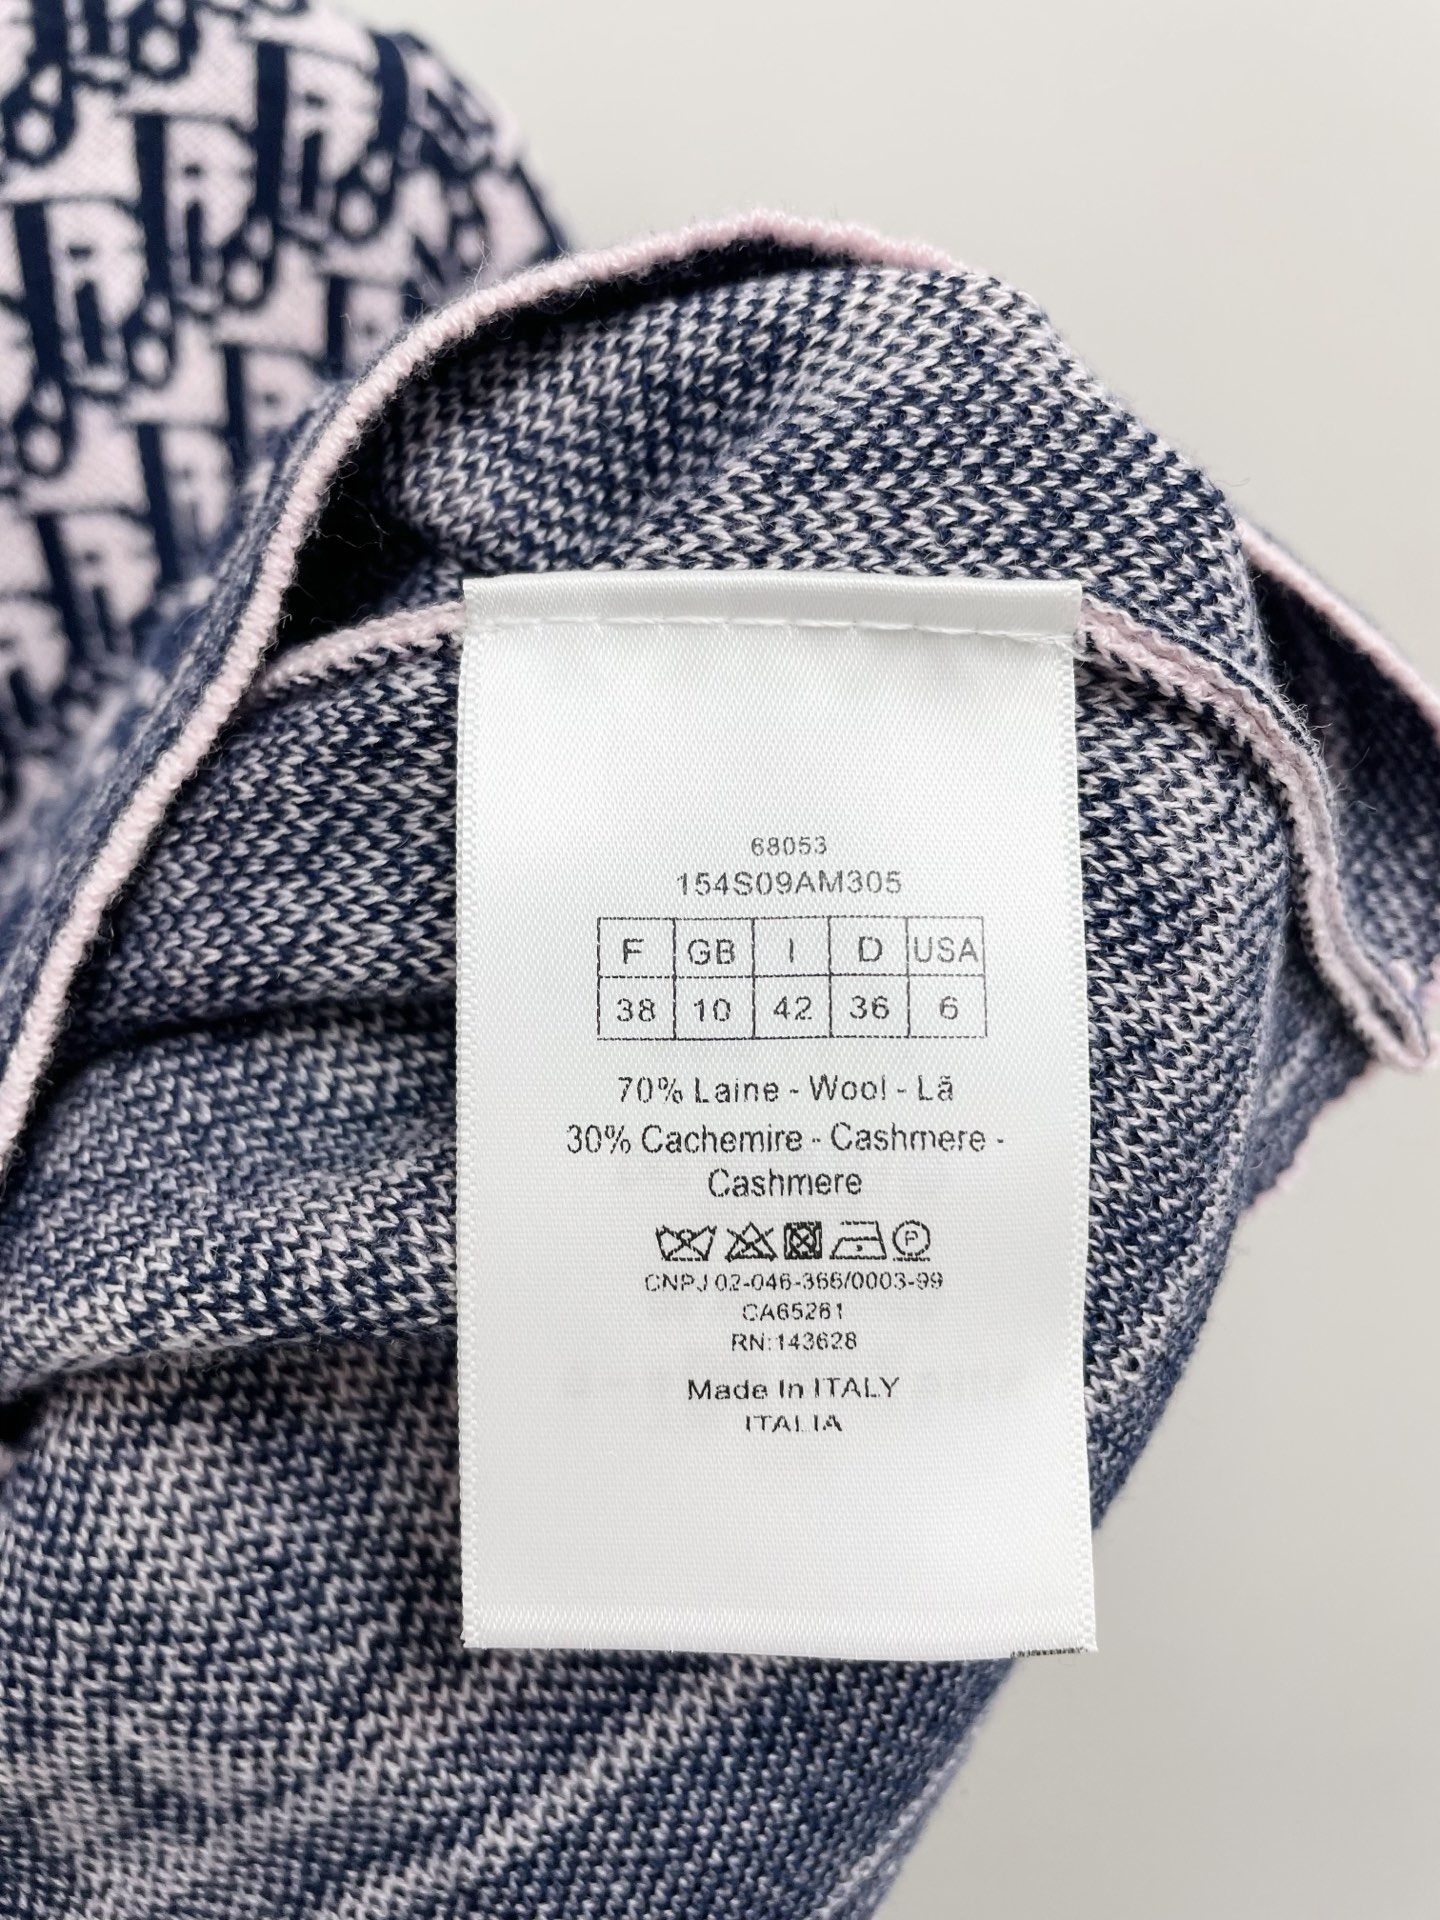 68053
154S09AM305
F GB I D USA
38 10 42 36 6
70% Laine - Wool - Lã
30% Cachemire - Cashmere -
Cashmere
P
CNPJ 02-046-366/0003-99
CA65281
RN:143628
Made In ITALY
ITALIA